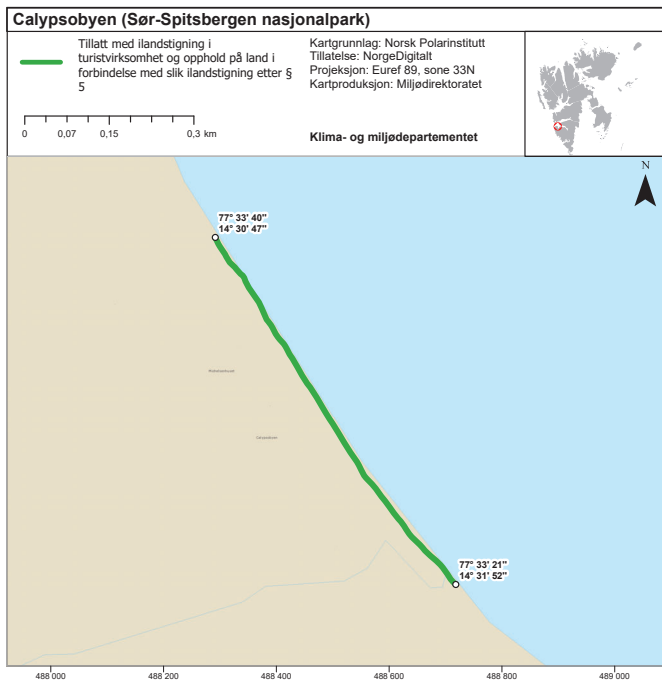 Calypsobyen (Sør-Spitsbergen nasjonalpark)
Tillatt med ilandstigning i
turistvirksomhet og opphold på land i
forbindelse med slik ilandstigning etter §
5
0 0,07 0,15 0,3 km
Kartgrunnlag: Norsk Polarinstitutt
Tillatelse: NorgeDigitalt
Projeksjon: Euref 89, sone 33N
Kartproduksjon: Miljødirektoratet
Klima- og miljødepartementet
N
77° 33' 40"
14° 30' 47"
77° 33' 21"
14° 31' 52"
488 000 488 200 488 400 488 600 488 800 489 000